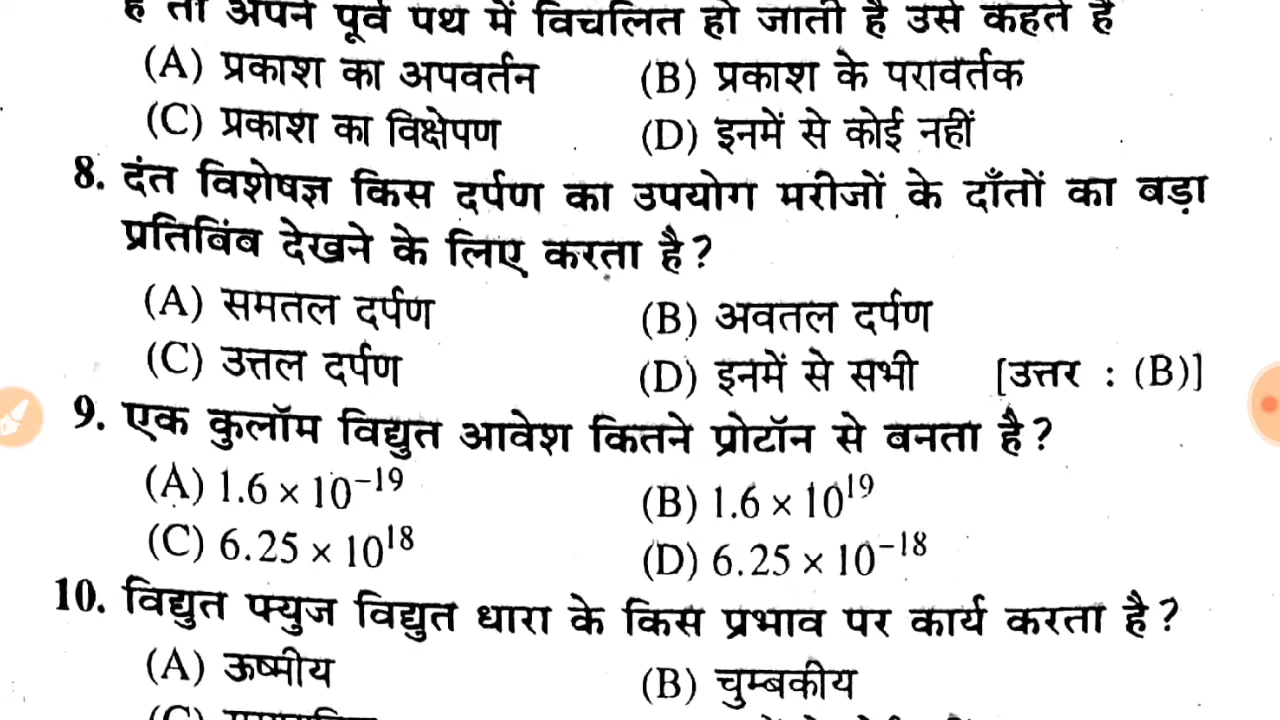 है तो अपने पूर्व पथ में विचलित हो जाती है उसे कहते हैं
(A) प्रकाश का अपवर्तन (B) प्रकाश के परावर्तक
(C) प्रकाश का विक्षेपण (D) इनमें से कोई नहीं
8. दंत विशेषज्ञ किस दर्पण का उपयोग मरीजों के दाँतों का बड़ा
प्रतिविंव देखने के लिए करता है?
(A) समतल दर्पण (B) अवतल दर्पण
(C) उत्तल दर्पण (D) इनमें से सभी [उत्तर : (B)]
9. एक कुलॉम विद्युत आवेश कितने प्रोटॉन से बनता है?
(A) 1.6 × 10⁻¹⁹ (B) 1.6 × 10¹⁹
(C) 6.25 × 10¹⁸ (D) 6.25 × 10⁻¹⁸
10. विद्युत फ्युज विद्युत धारा के किस प्रभाव पर कार्य करता है?
(A) ऊष्मीय (B) चुम्बकीय
(C)